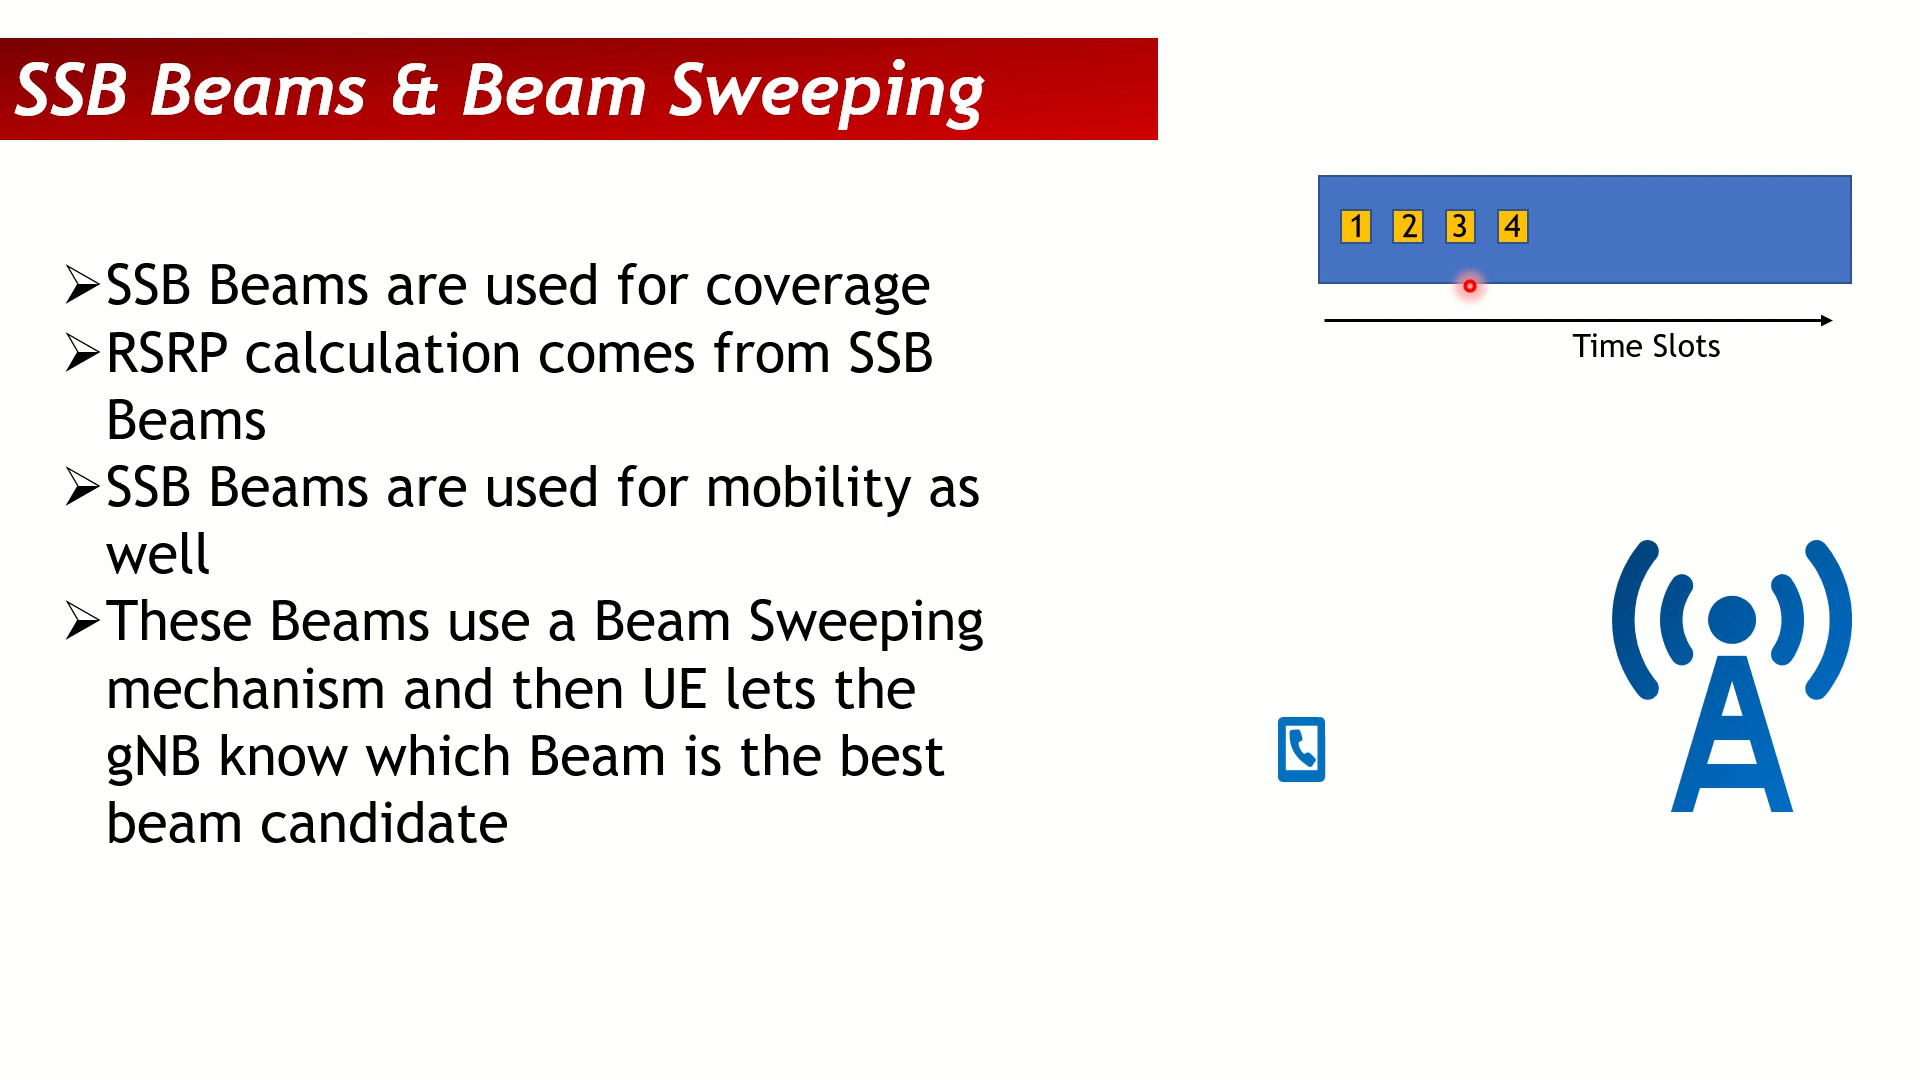 SSB Beams & Beam Sweeping
1 2 3 4
Time Slots
➢SSB Beams are used for coverage
➢RSRP calculation comes from SSB
Beams
➢SSB Beams are used for mobility as
well
➢These Beams use a Beam Sweeping
mechanism and then UE lets the
gNB know which Beam is the best
beam candidate